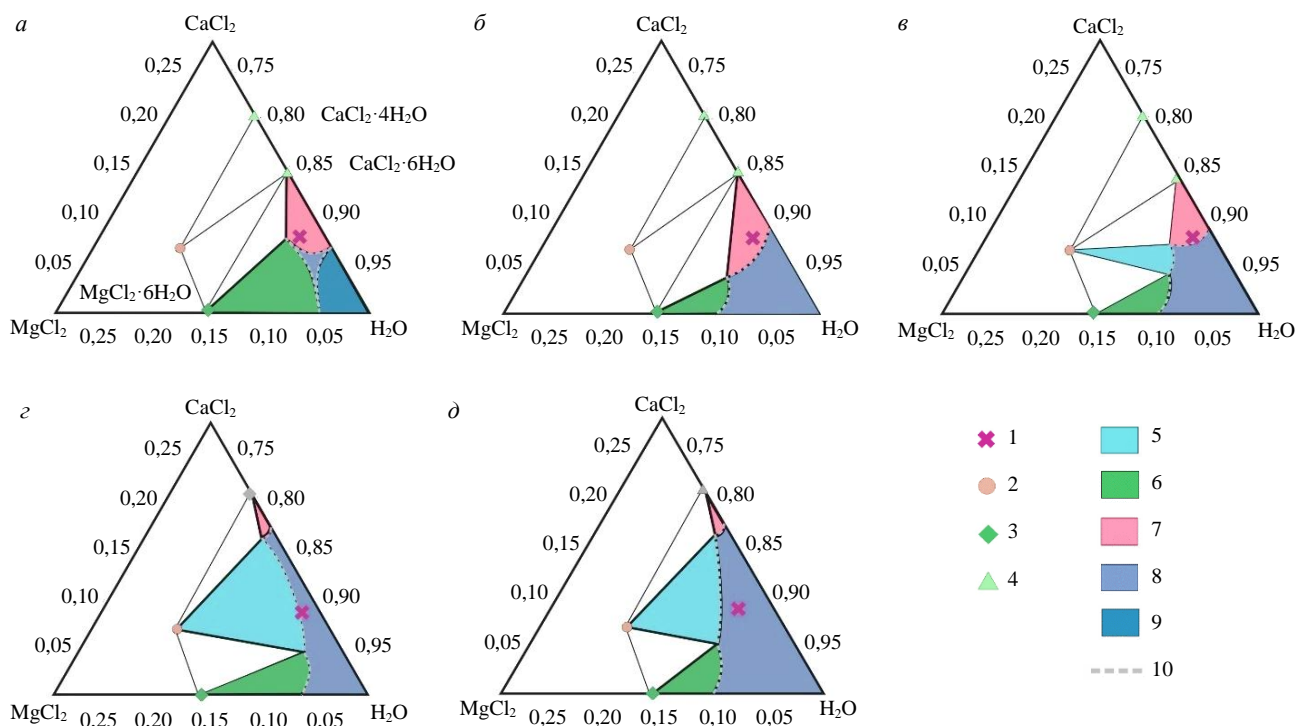 а
CaCl₂
0,25 0,75
0,20 0,80 CaCl₂·4H₂O
0,15 0,85 CaCl₂·6H₂O
0,10 0,90
0,05 0,95
MgCl₂·6H₂O
MgCl₂ H₂O
0,25 0,20 0,15 0,10 0,05
б
CaCl₂
0,25 0,75
0,20 0,80
0,15 0,85
0,10 0,90
0,05 0,95
MgCl₂ H₂O
0,25 0,20 0,15 0,10 0,05
в
CaCl₂
0,25 0,75
0,20 0,80
0,15 0,85
0,10 0,90
0,05 0,95
MgCl₂ H₂O
0,25 0,20 0,15 0,10 0,05
г
CaCl₂
0,25 0,75
0,20 0,80
0,15 0,85
0,10 0,90
0,05 0,95
MgCl₂ H₂O
0,25 0,20 0,15 0,10 0,05
д
CaCl₂
0,25 0,75
0,20 0,80
0,15 0,85
0,10 0,90
0,05 0,95
MgCl₂ H₂O
0,25 0,20 0,15 0,10 0,05
1
2
3
4
5
6
7
8
9
10